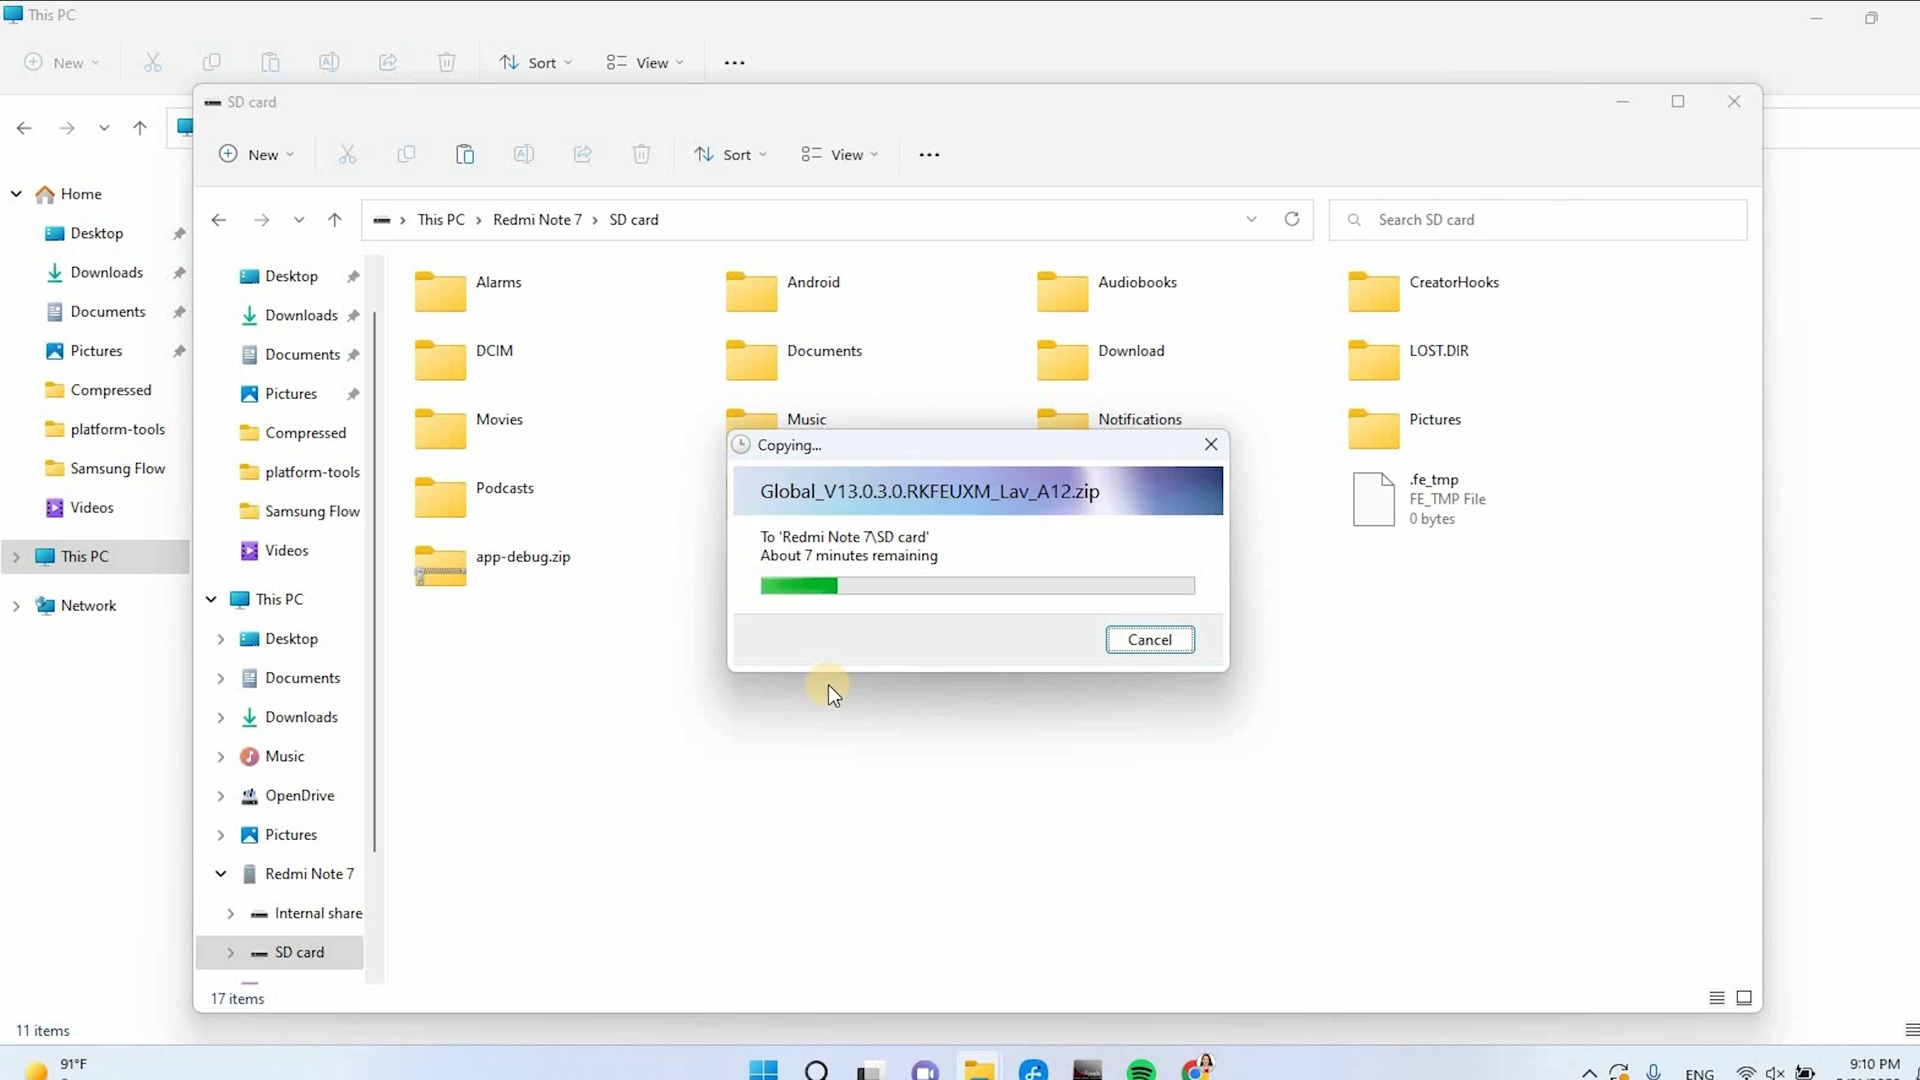 This PC
New
Sort
View
SD card
New
Sort
View
This PC
Redmi Note 7
SD card
Search SD card
Home
Desktop
Downloads
Documents
Pictures
Compressed
platform-tools
Samsung Flow
Videos
This PC
Network
11 items
Desktop
Downloads
Documents
Pictures
Compressed
platform-tools
Samsung Flow
Videos
This PC
Desktop
Documents
Downloads
Music
OpenDrive
Pictures
Redmi Note 7
Internal share
SD card
17 items
Alarms
Android
Audiobooks
CreatorHooks
DCIM
Documents
Download
LOST.DIR
Movies
Music
Notifications
Pictures
Podcasts
.fe_tmp
FE_TMP File
0 bytes
app-debug.zip
Copying...
Global_V13.0.3.0.RKFEUXM_Lav_A12.zip
To 'Redmi Note 7\SD card'
About 7 minutes remaining
Cancel
91°F
ENG
9:10 PM